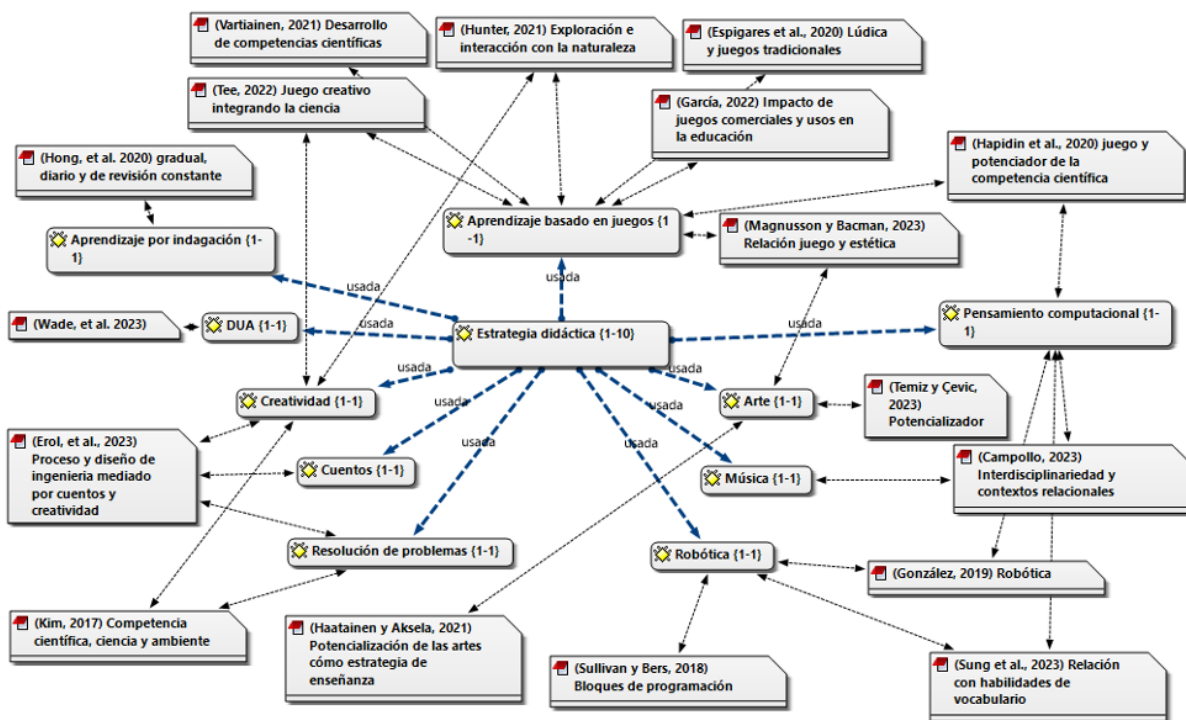 (Vartiainen, 2021) Desarrollo
de competencias científicas
(Hunter, 2021) Exploración e
interacción con la naturaleza
(Espigares et al., 2020) Lúdica
y juegos tradicionales
(Tee, 2022) Juego creativo
integrando la ciencia
(García, 2022) Impacto de
juegos comerciales y usos en
la educación
(Hapidin et al., 2020) juego y
potenciador de la
competencia científica
(Hong, et al. 2020) gradual,
diario y de revisión constante
Aprendizaje basado en juegos {1
-1}
(Magnusson y Bacman, 2023)
Relación juego y estética
Aprendizaje por indagación {1-
1}
usada
usada
(Wade, et al. 2023)
DUA {1-1}
usada
Estrategia didáctica {1-10}
usada
Pensamiento computacional {1-
1}
usada
usada
Creatividad {1-1}
usada
usada
Arte {1-1}
(Temiz y Çevic,
2023)
Potencializador
(Erol, et al., 2023)
Proceso y diseño de
ingenieria mediado
por cuentos y
creatividad
usada
usada
Cuentos {1-1}
Música {1-1}
(Campollo, 2023)
Interdisciplinariedad y
contextos relacionales
Resolución de problemas {1-1}
Robótica {1-1}
(González, 2019) Robótica
(Kim, 2017) Competencia
científica, ciencia y ambiente
(Haatainen y Aksela, 2021)
Potencialización de las artes
cómo estrategia de
enseñanza
(Sullivan y Bers, 2018)
Bloques de programación
(Sung et al., 2023) Relación
con habilidades de
vocabulario